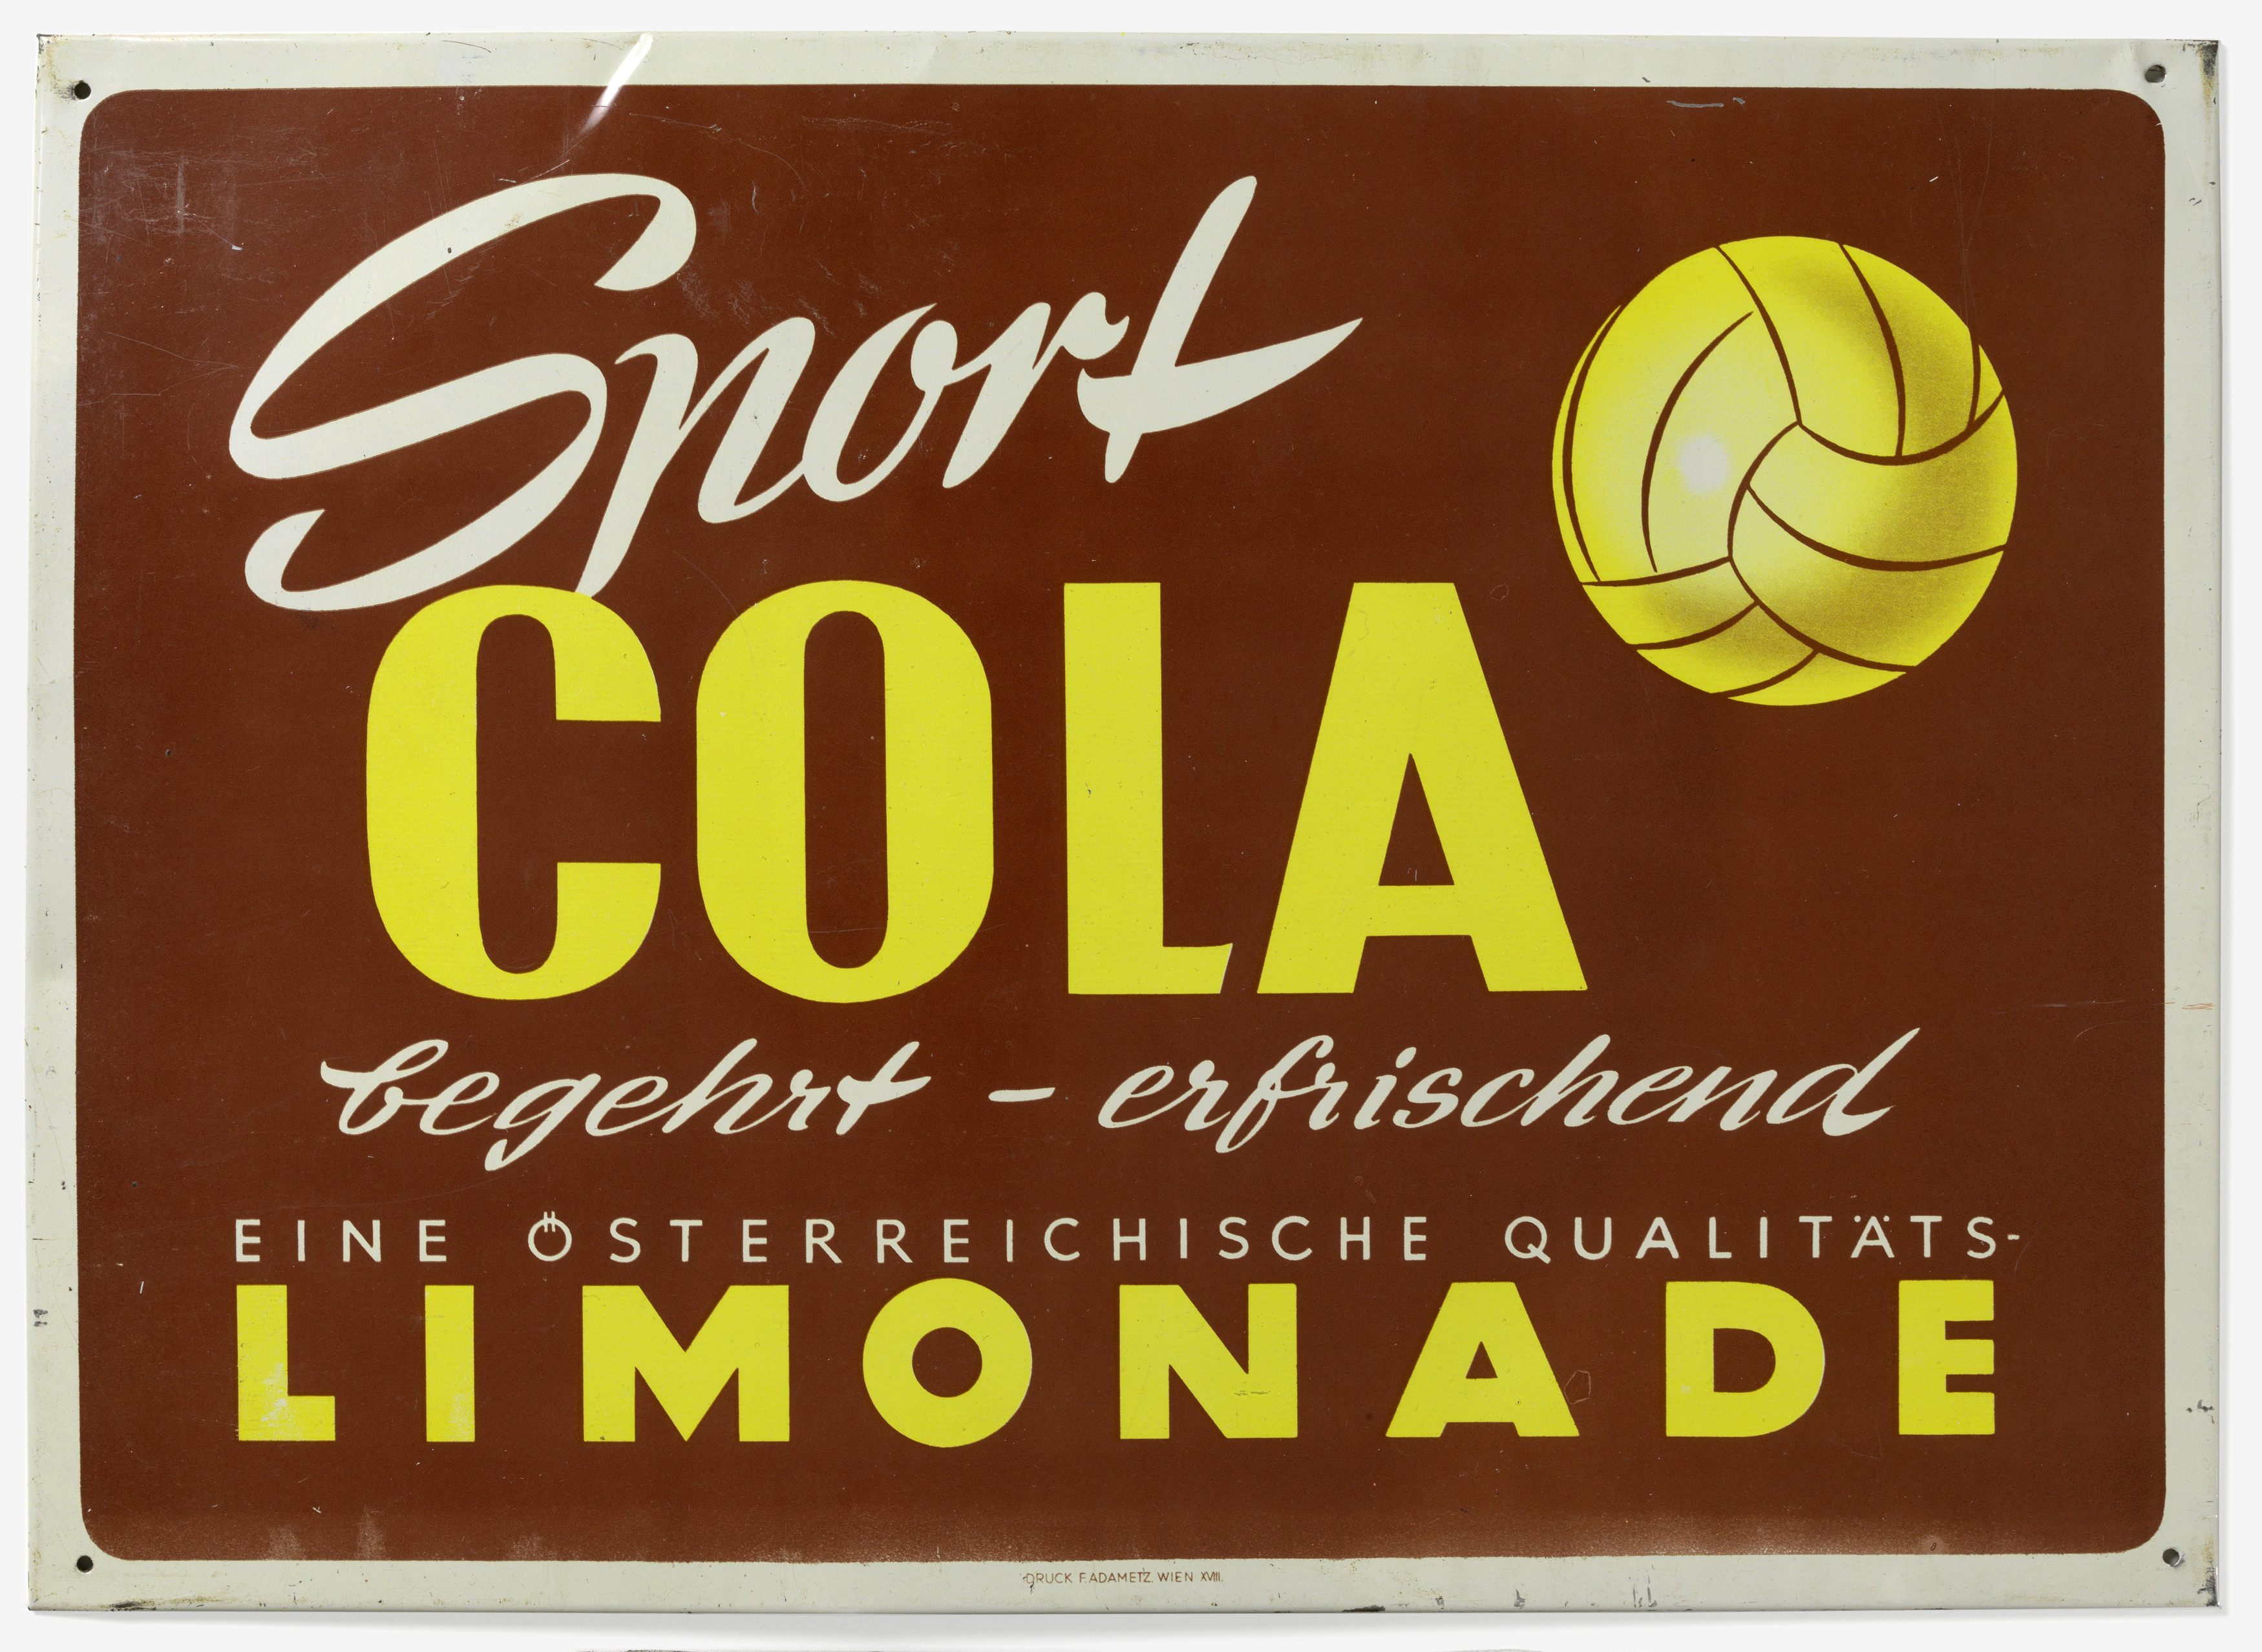 Sport
COLA
begehrt – erfrischend
EINE ÖSTERREICHISCHE QUALITÄTS-
LIMONADE
DRUCK F. ADAMETZ. WIEN XVIII.